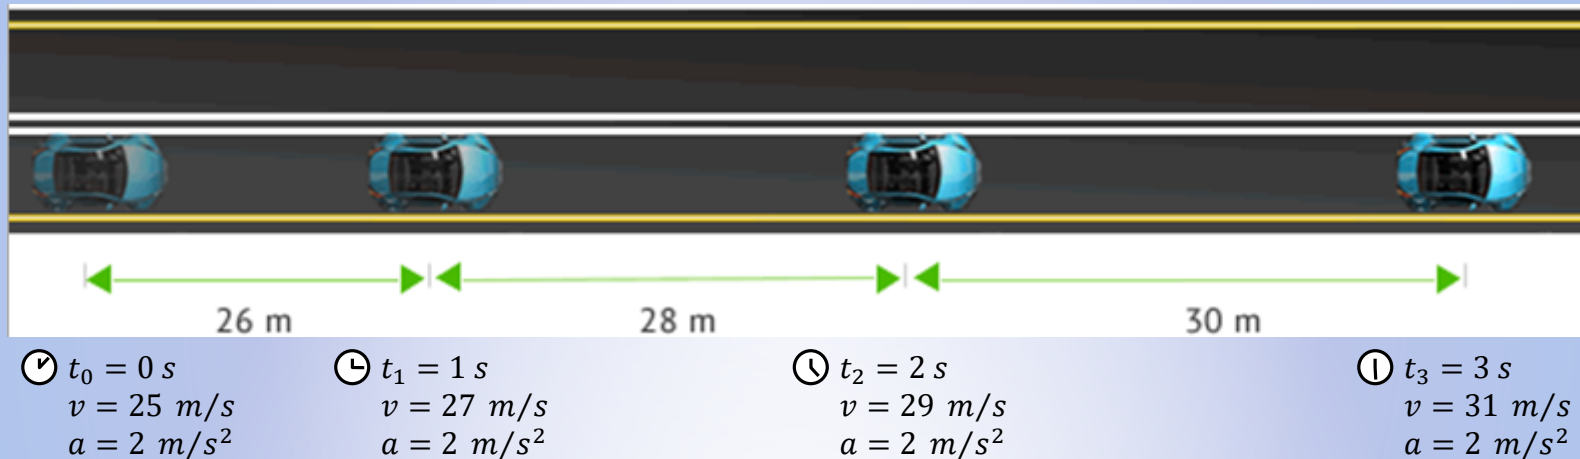 26 m 28 m 30 m
t₀ = 0 s t₁ = 1 s t₂ = 2 s t₃ = 3 s
v = 25 m/s v = 27 m/s v = 29 m/s v = 31 m/s
a = 2 m/s² a = 2 m/s² a = 2 m/s² a = 2 m/s²